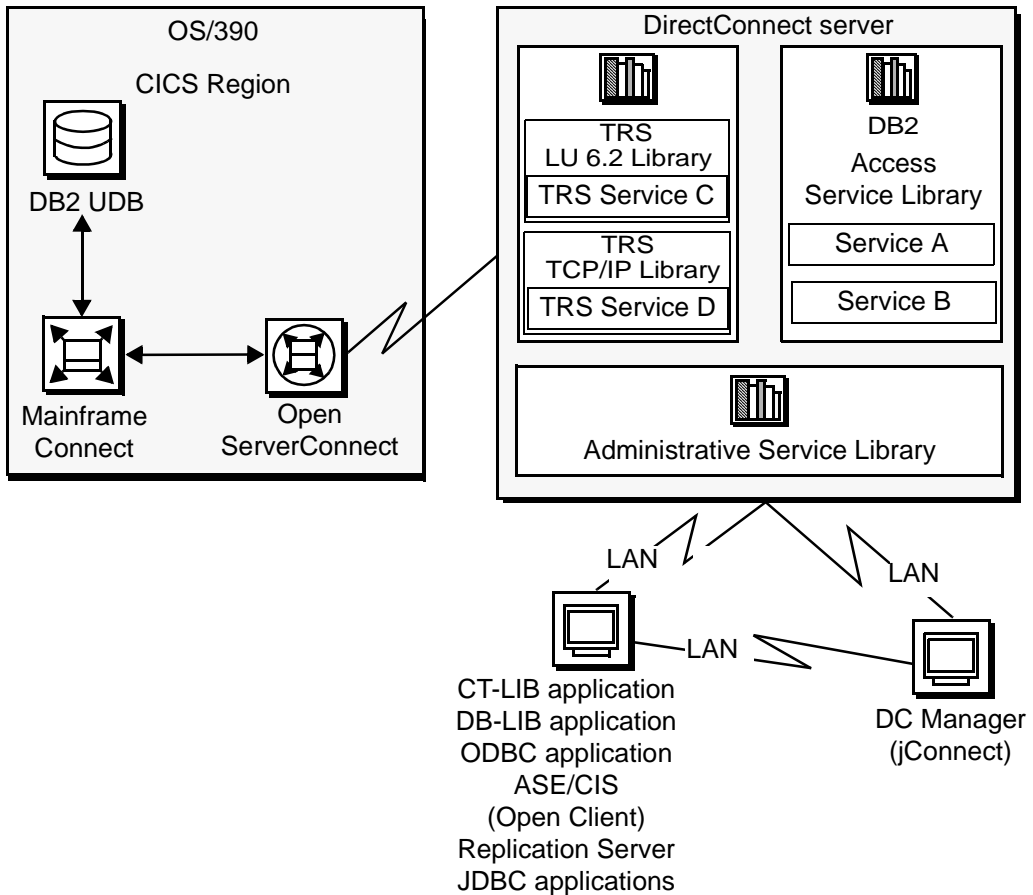 OS/390
CICS Region
DB2 UDB
Mainframe
Connect
Open
ServerConnect
DirectConnect server
TRS
LU 6.2 Library
TRS Service C
TRS
TCP/IP Library
TRS Service D
DB2
Access
Service Library
Service A
Service B
Administrative Service Library
LAN
LAN
LAN
CT-LIB application
DB-LIB application
ODBC application
ASE/CIS
(Open Client)
Replication Server
JDBC applications
DC Manager
(jConnect)